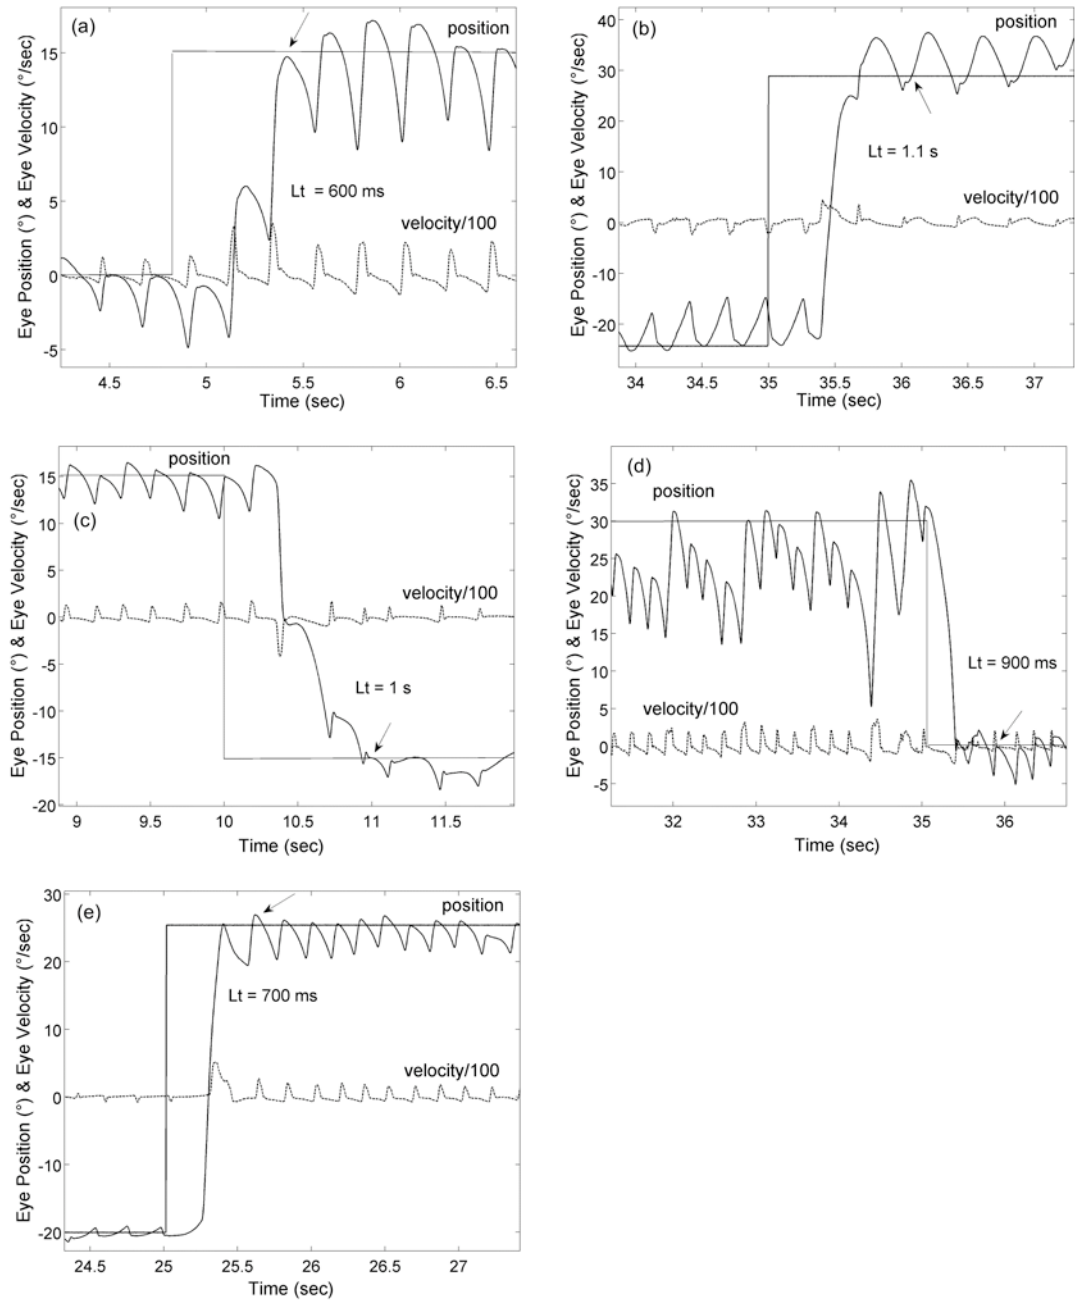 (a)
position
Lt = 600 ms
velocity/100
15
10
5
0
-5
4.5 5 5.5 6 6.5
Eye Position (°) & Eye Velocity (°/sec)
Time (sec)
(b)
position
Lt = 1.1 s
velocity/100
40
30
20
10
0
-10
-20
34 34.5 35 35.5 36 36.5 37
Eye Position (°) & Eye Velocity (°/sec)
Time (sec)
position
(c)
velocity/100
Lt = 1 s
15
10
5
0
-5
-10
-15
-20
9 9.5 10 10.5 11 11.5
Eye Position (°) & Eye Velocity (°/sec)
Time (sec)
(d)
position
Lt = 900 ms
velocity/100
35
30
25
20
15
10
5
0
-5
32 33 34 35 36
Eye Position (°) & Eye Velocity (°/sec)
Time (sec)
(e)
position
Lt = 700 ms
velocity/100
30
20
10
0
-10
-20
24.5 25 25.5 26 26.5 27
Eye Position (°) & Eye Velocity (°/sec)
Time (sec)